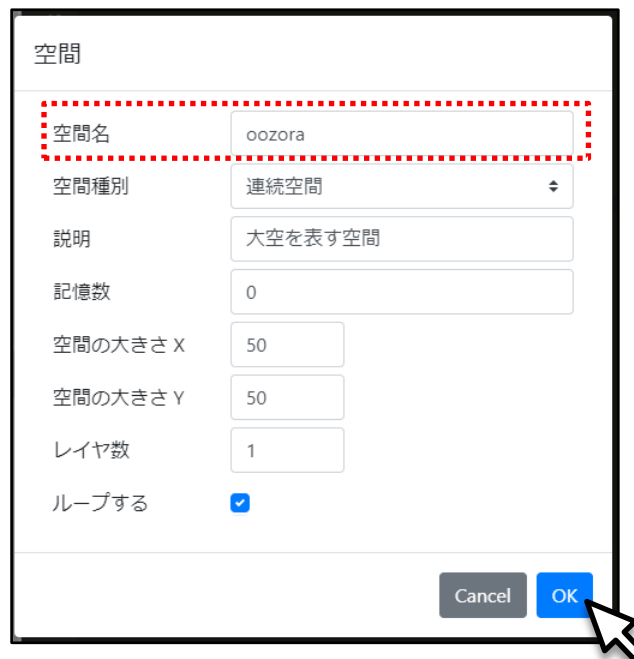 空間
空間名 oozora
空間種別 連続空間
説明 大空を表す空間
記憶数 0
空間の大きさ X 50
空間の大きさ Y 50
レイヤ数 1
ループする
Cancel OK